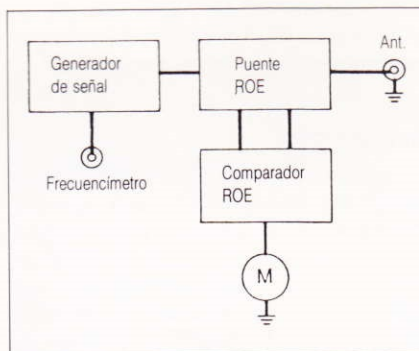 Generador
de señal
Puente
ROE
Ant.
Frecuencímetro
Comparador
ROE
M